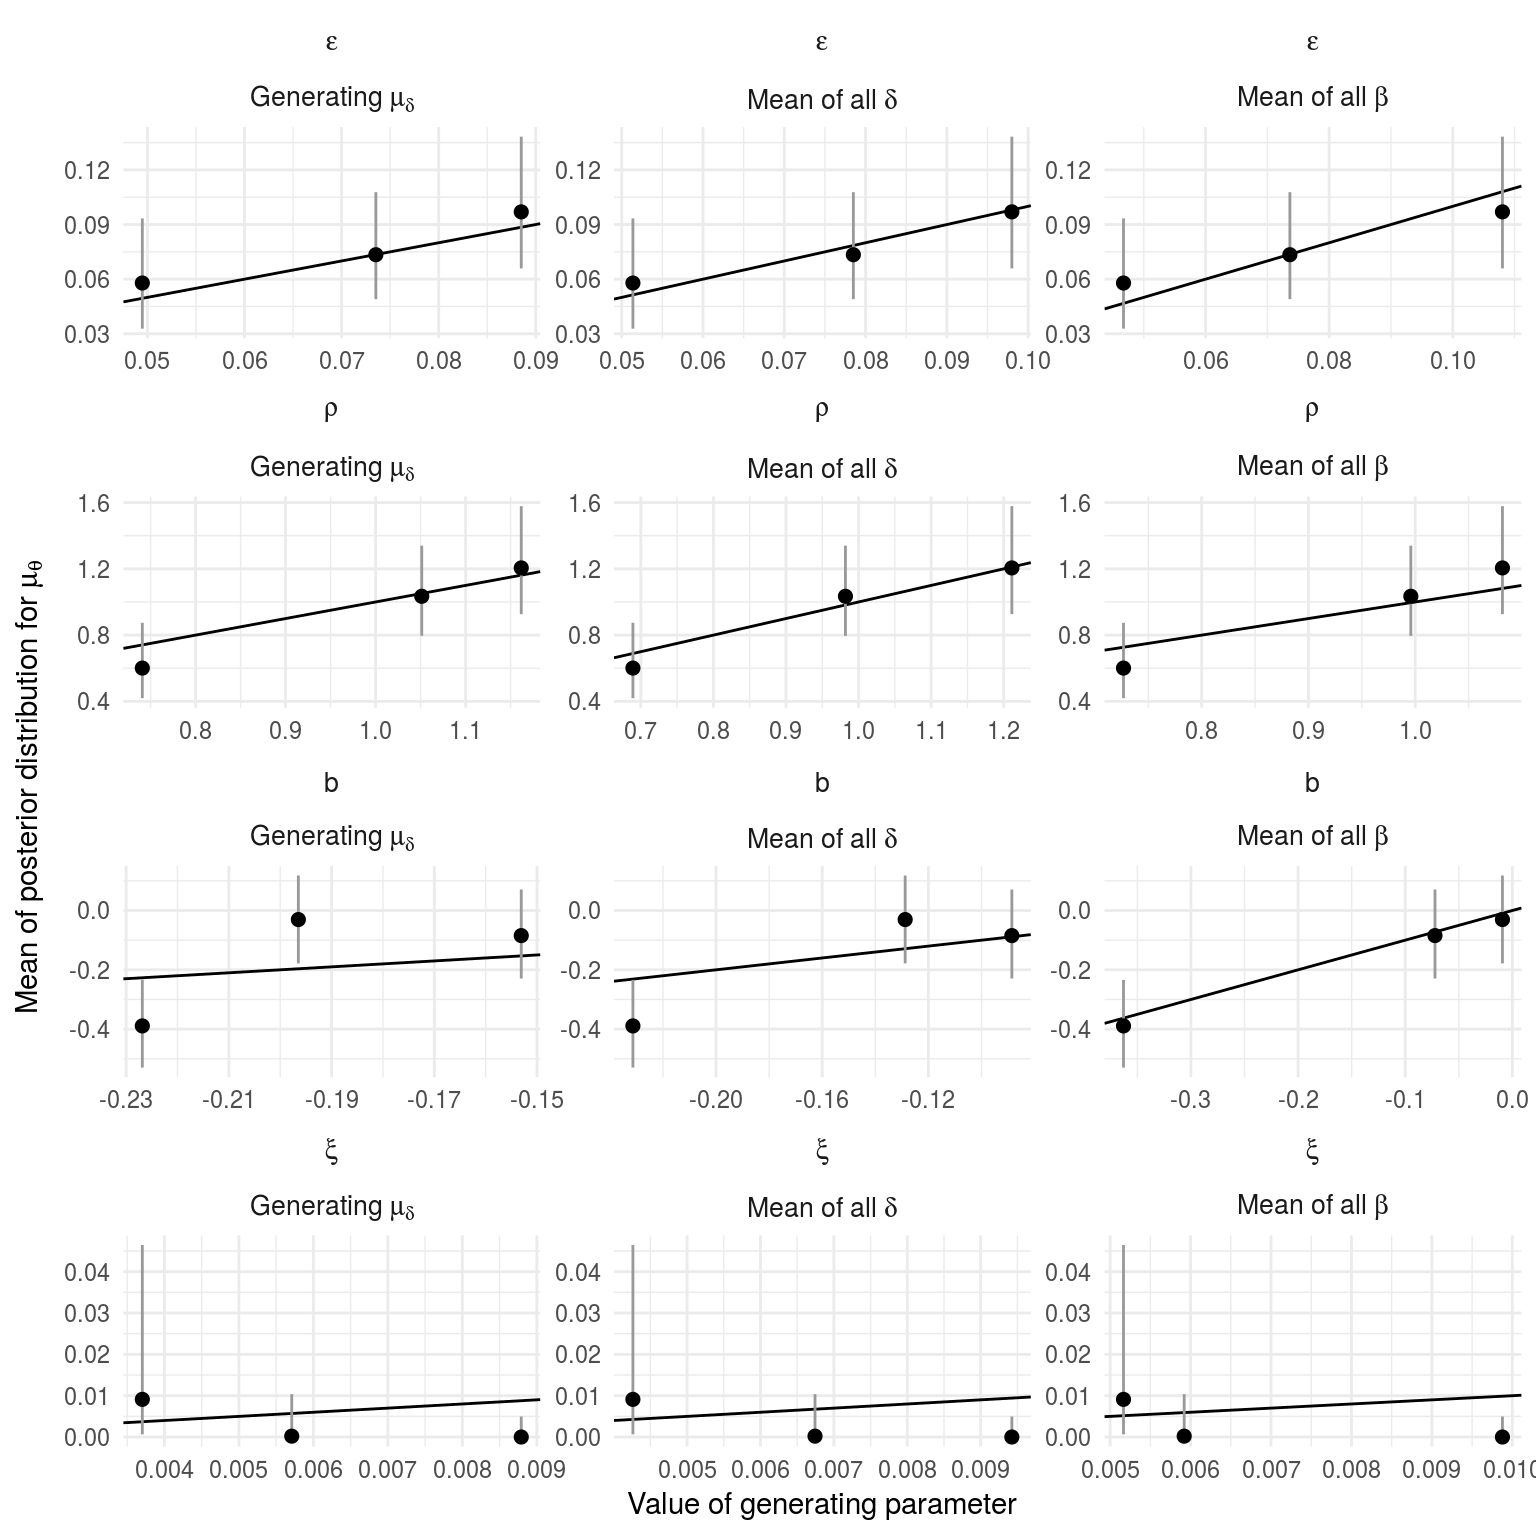 ε ε ε
Generating μδ Mean of all δ Mean of all β
0.12 0.12 0.12
0.09 0.09 0.09
0.06 0.06 0.06
0.03 0.03 0.03
0.05 0.06 0.07 0.08 0.09 0.05 0.06 0.07 0.08 0.09 0.10 0.06 0.08 0.10
ρ ρ ρ
Generating μδ Mean of all δ Mean of all β
1.6 1.6 1.6
1.2 1.2 1.2
0.8 0.8 0.8
0.4 0.4 0.4
0.8 0.9 1.0 1.1 0.7 0.8 0.9 1.0 1.1 1.2 0.8 0.9 1.0
Mean of posterior distribution for μθ
b b b
Generating μδ Mean of all δ Mean of all β
0.0 0.0 0.0
-0.2 -0.2 -0.2
-0.4 -0.4 -0.4
-0.23 -0.21 -0.19 -0.17 -0.15 -0.20 -0.16 -0.12 -0.3 -0.2 -0.1 0.0
ξ ξ ξ
Generating μδ Mean of all δ Mean of all β
0.04 0.04 0.04
0.03 0.03 0.03
0.02 0.02 0.02
0.01 0.01 0.01
0.00 0.00 0.00
0.004 0.005 0.006 0.007 0.008 0.009 0.005 0.006 0.007 0.008 0.009 0.005 0.006 0.007 0.008 0.009 0.010
Value of generating parameter